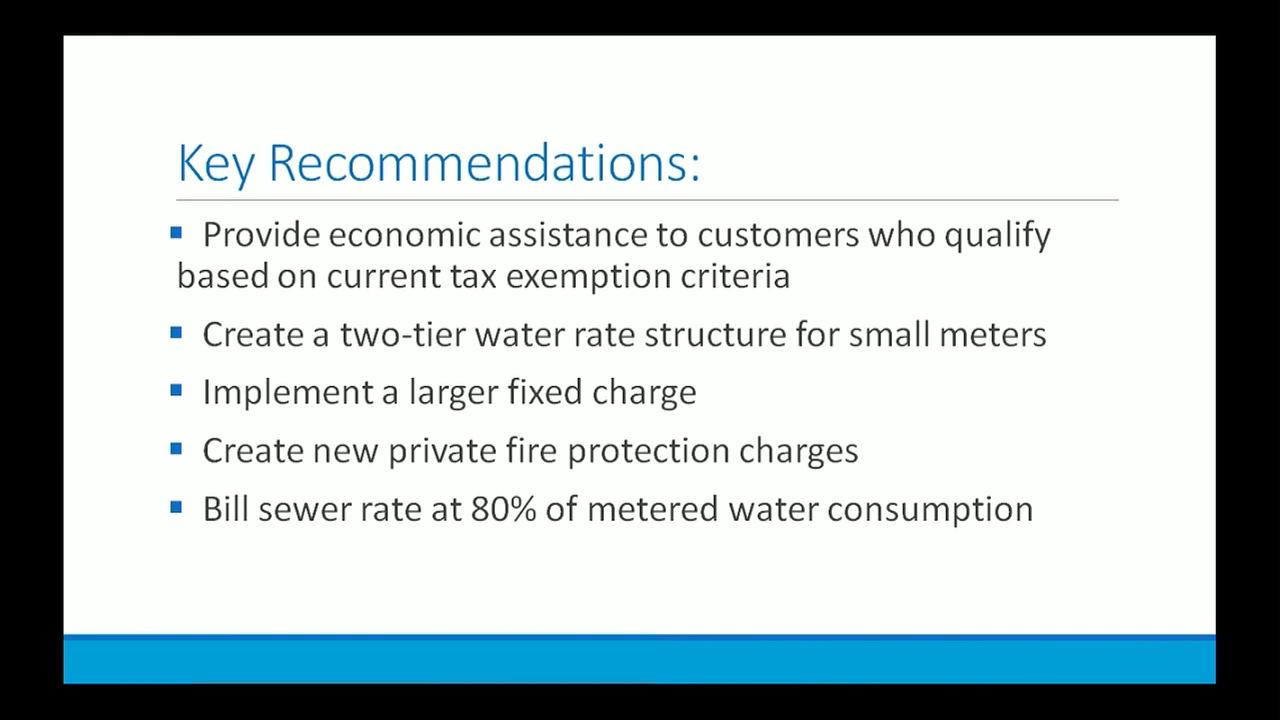 Key Recommendations:
▪ Provide economic assistance to customers who qualify
based on current tax exemption criteria
▪ Create a two-tier water rate structure for small meters
▪ Implement a larger fixed charge
▪ Create new private fire protection charges
▪ Bill sewer rate at 80% of metered water consumption